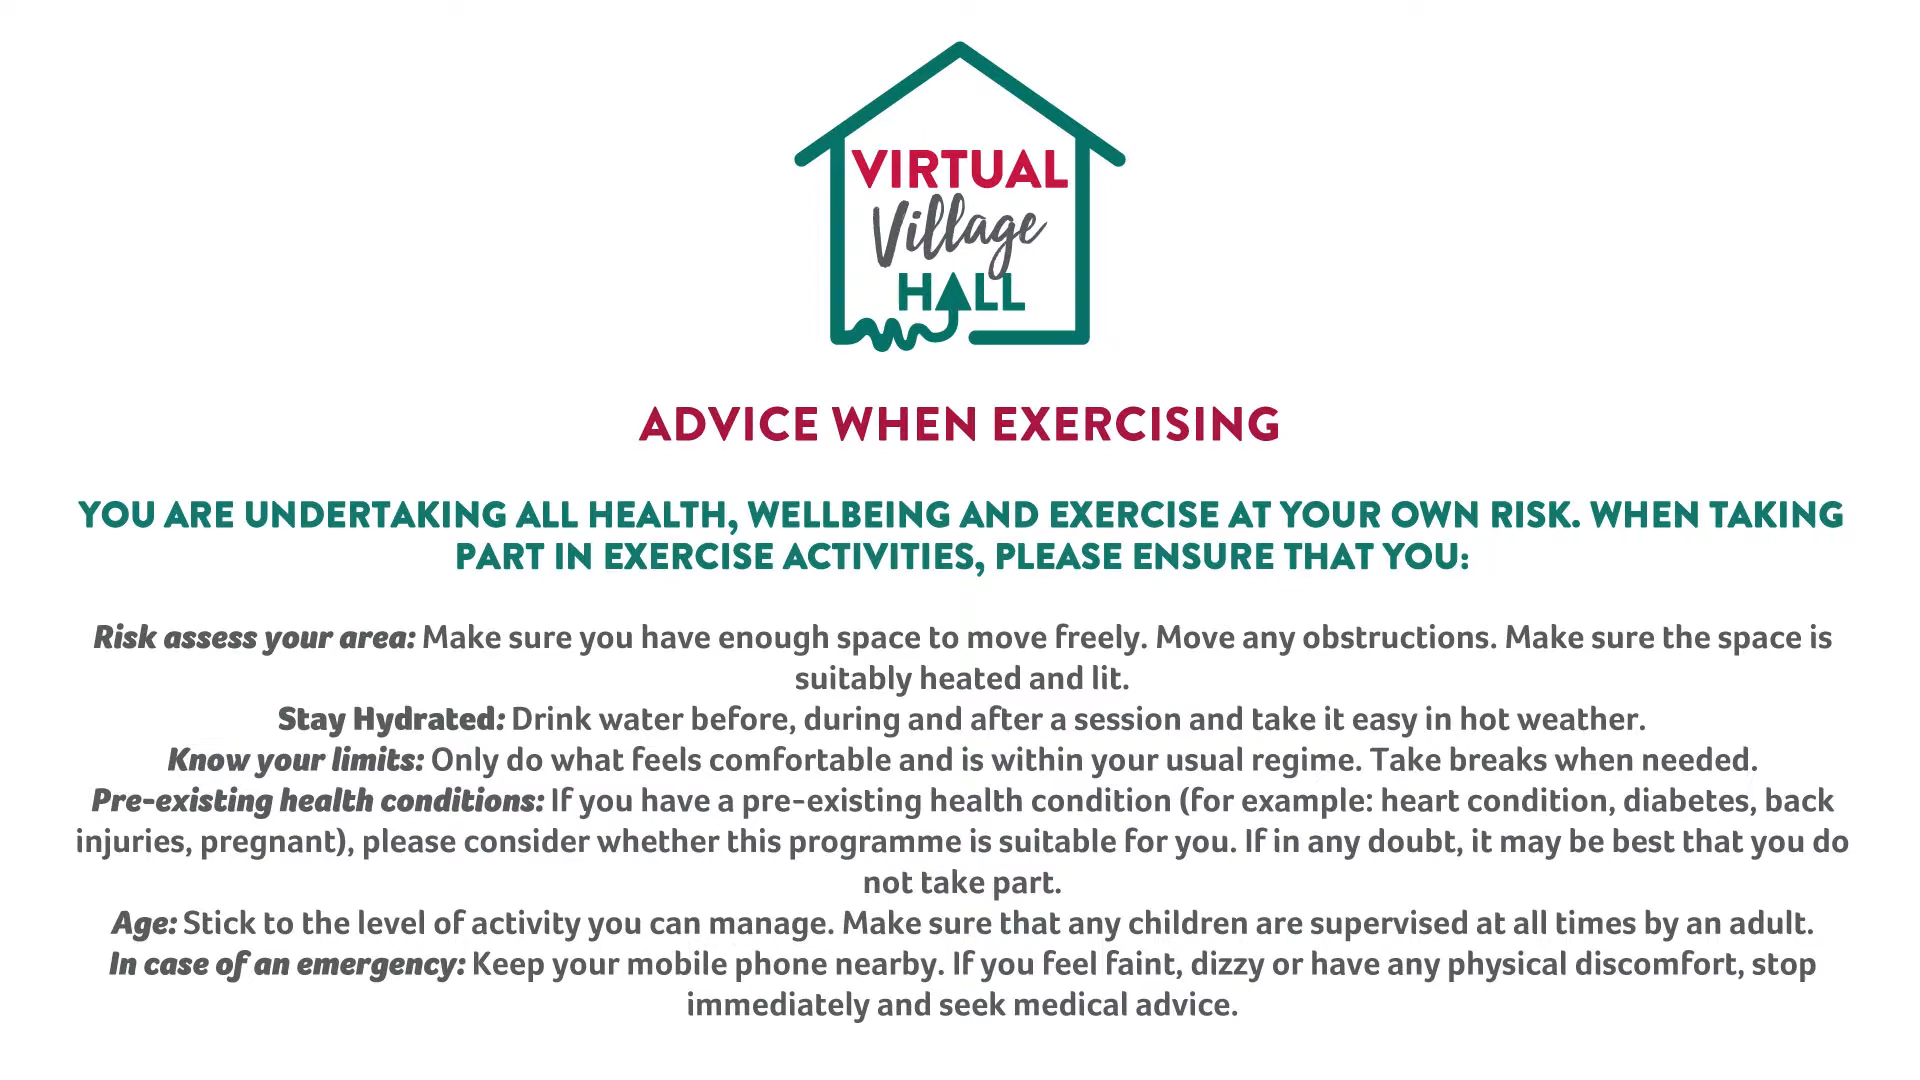 VIRTUAL
Village
HALL
ADVICE WHEN EXERCISING
YOU ARE UNDERTAKING ALL HEALTH, WELLBEING AND EXERCISE AT YOUR OWN RISK. WHEN TAKING
PART IN EXERCISE ACTIVITIES, PLEASE ENSURE THAT YOU:
Risk assess your area: Make sure you have enough space to move freely. Move any obstructions. Make sure the space is
suitably heated and lit.
Stay Hydrated: Drink water before, during and after a session and take it easy in hot weather.
Know your limits: Only do what feels comfortable and is within your usual regime. Take breaks when needed.
Pre-existing health conditions: If you have a pre-existing health condition (for example: heart condition, diabetes, back
injuries, pregnant), please consider whether this programme is suitable for you. If in any doubt, it may be best that you do
not take part.
Age: Stick to the level of activity you can manage. Make sure that any children are supervised at all times by an adult.
In case of an emergency: Keep your mobile phone nearby. If you feel faint, dizzy or have any physical discomfort, stop
immediately and seek medical advice.